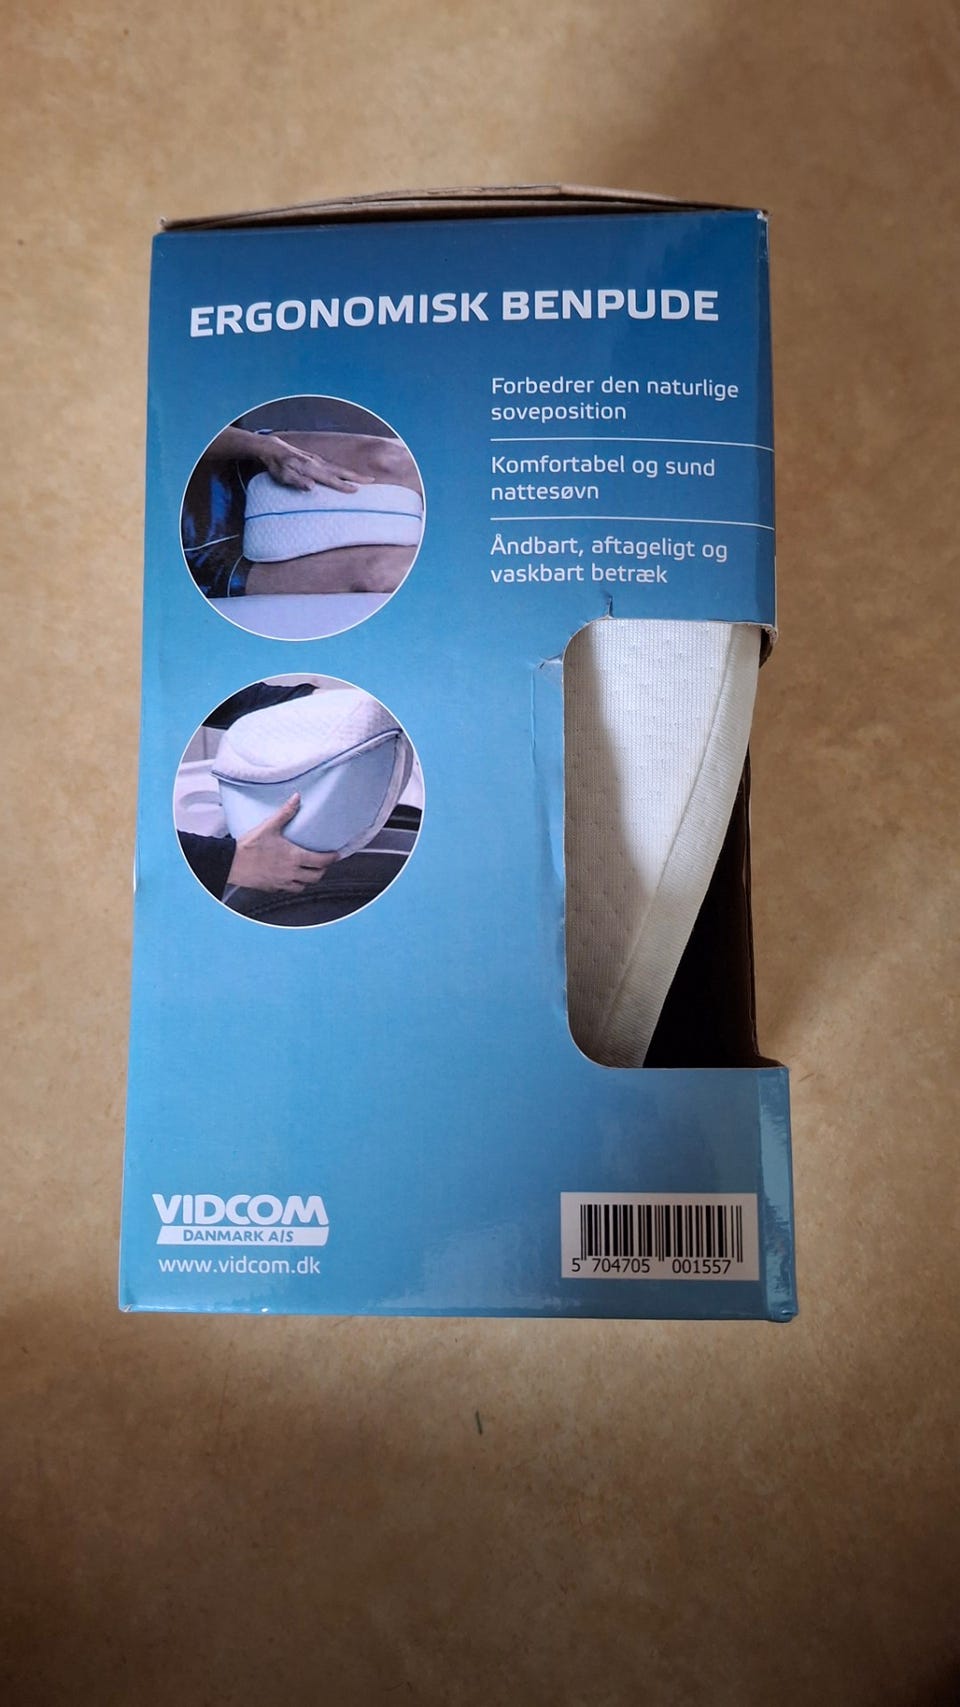 ERGONOMISK BENPUDE
Forbedrer den naturlige
soveposition
Komfortabel og sund
nattesøvn
Åndbart, aftageligt og
vaskbart betræk
VIDCOM
DANMARK A/S
www.vidcom.dk
5 704705 001557